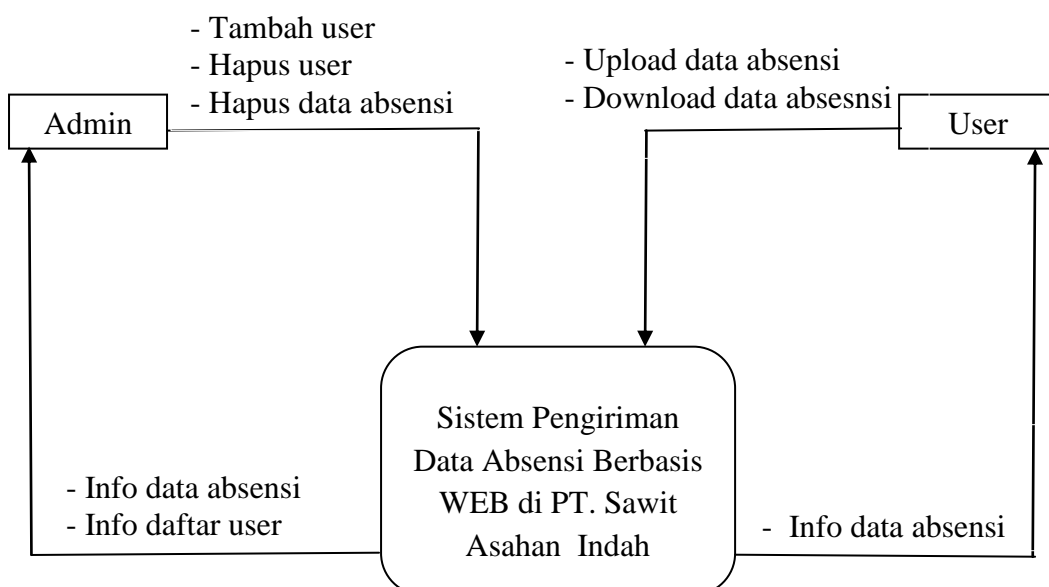 - Tambah user
- Hapus user
- Hapus data absensi
- Upload data absensi
- Download data absesnsi
Admin
User
Sistem Pengiriman
Data Absensi Berbasis
WEB di PT. Sawit
Asahan Indah
- Info data absensi
- Info daftar user
- Info data absensi